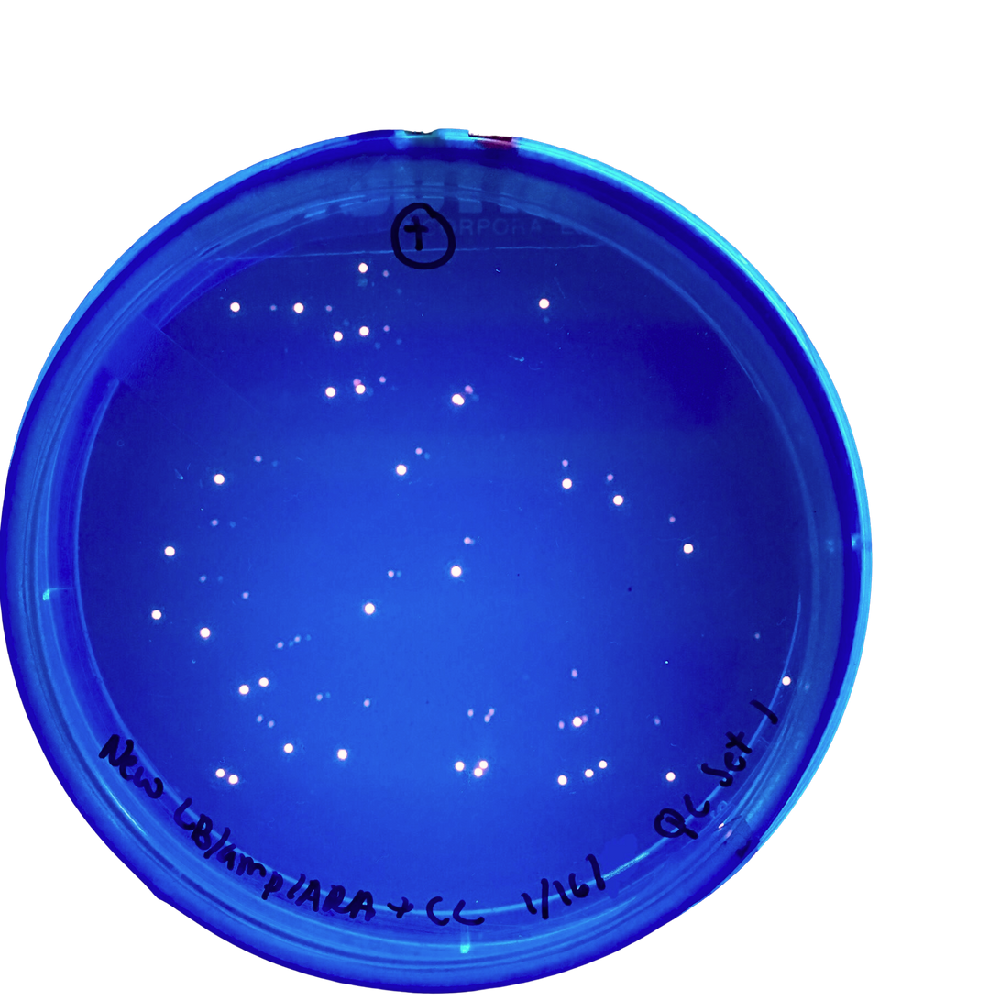 +
New LB/amp/ARA + CC 1/16/
QC Set 1